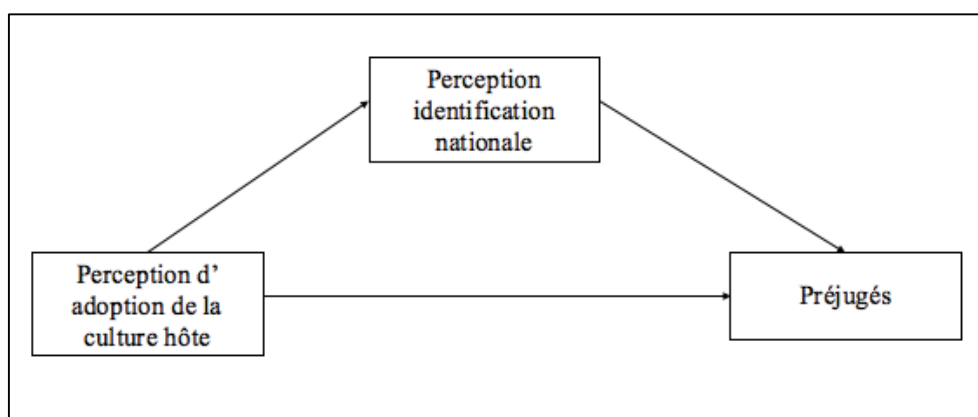 Perception
identification
nationale
Perception d’
adoption de la
culture hôte
Préjugés